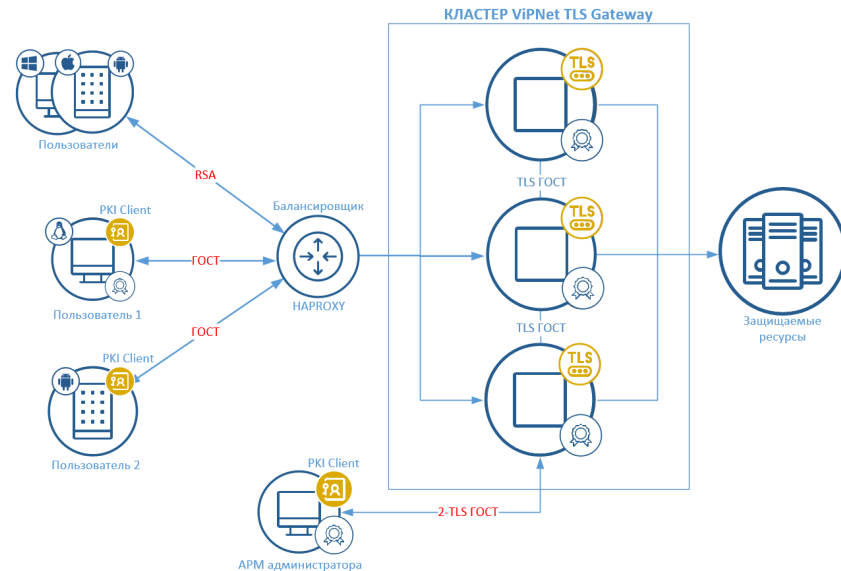 КЛАСТЕР ViPNet TLS Gateway
TLS
Пользователи
RSA
TLS ГОСТ
PKI Client
Балансировщик
TLS
ГОСТ
Пользователь 1
HAPROXY
Защищаемые
ресурсы
TLS ГОСТ
ГОСТ
PKI Client
TLS
Пользователь 2
PKI Client
2-TLS ГОСТ
АРМ администратора